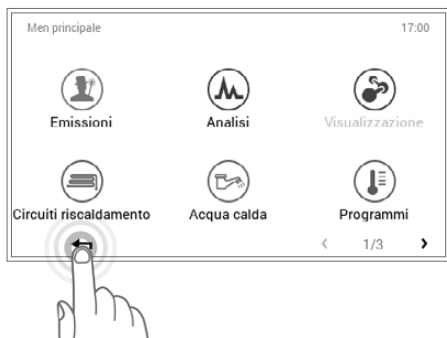 Men principale 17:00
Emissioni Analisi Visualizzazione
Circuiti riscaldamento Acqua calda Programmi
1/3